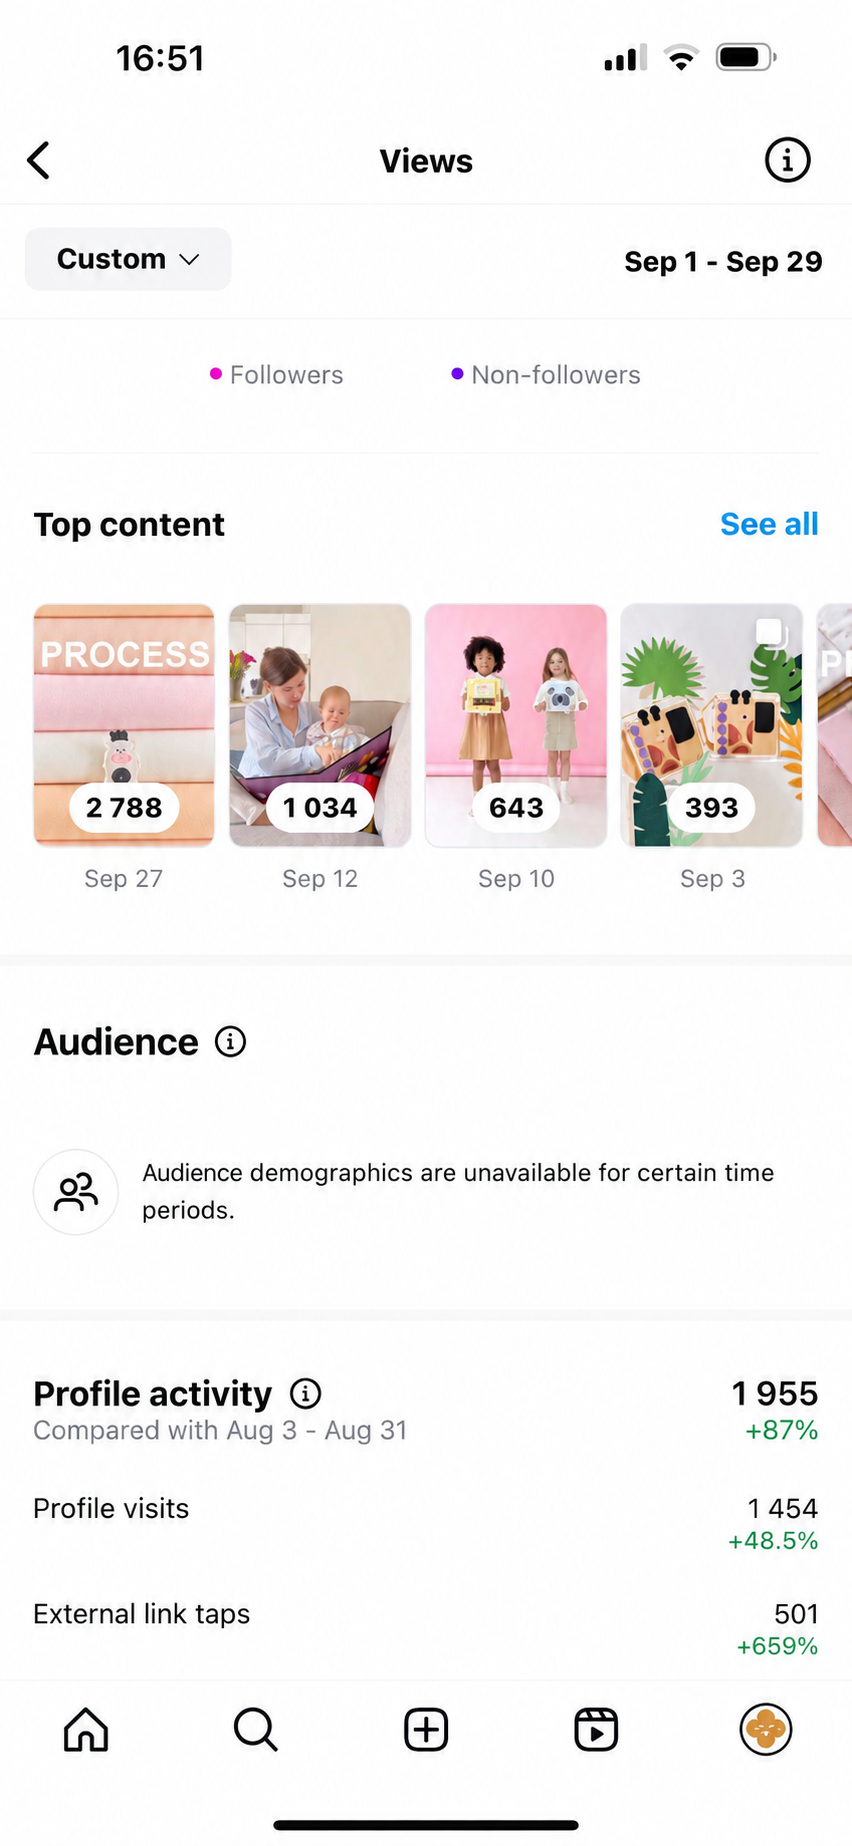 16:51
Views
Custom
Sep 1 - Sep 29
Followers
Non-followers
Top content
See all
PROCESS
2 788
1 034
643
393
Sep 27
Sep 12
Sep 10
Sep 3
Audience
Audience demographics are unavailable for certain time
periods.
Profile activity
1 955
Compared with Aug 3 - Aug 31
+87%
Profile visits
1 454
+48.5%
External link taps
501
+659%